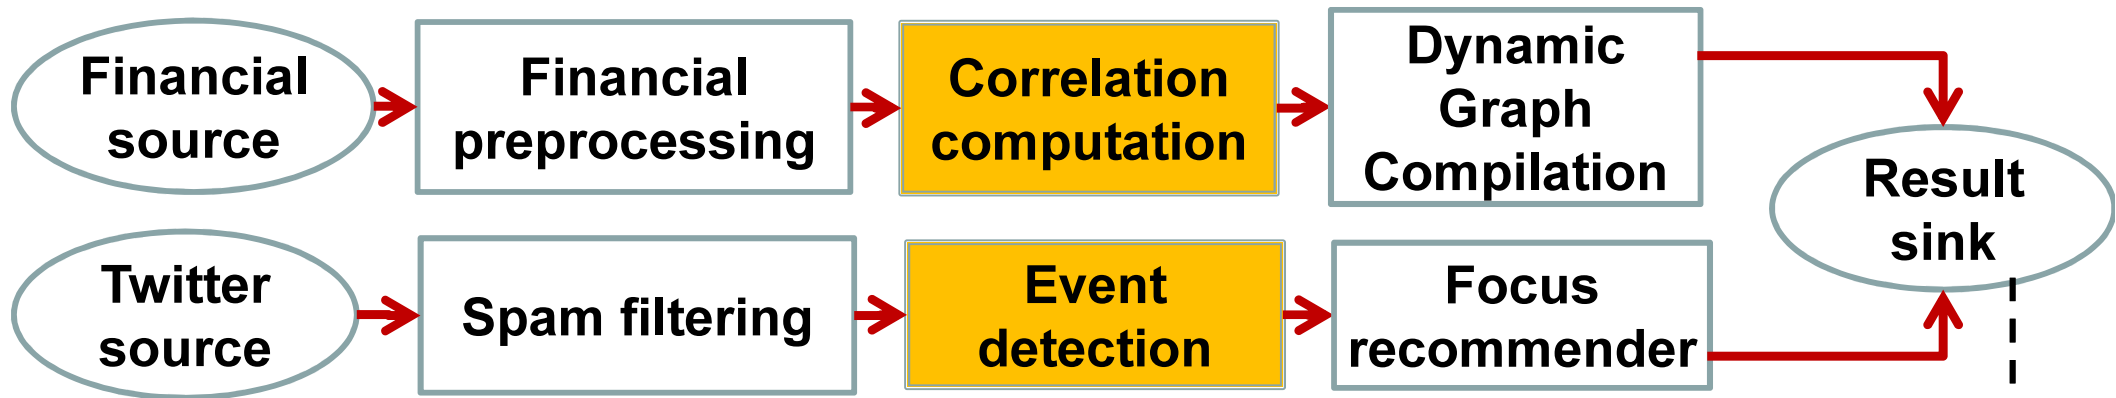 Financial
source
Financial
preprocessing
Correlation
computation
Dynamic
Graph
Compilation
Result
sink
Twitter
source
Spam filtering
Event
detection
Focus
recommender